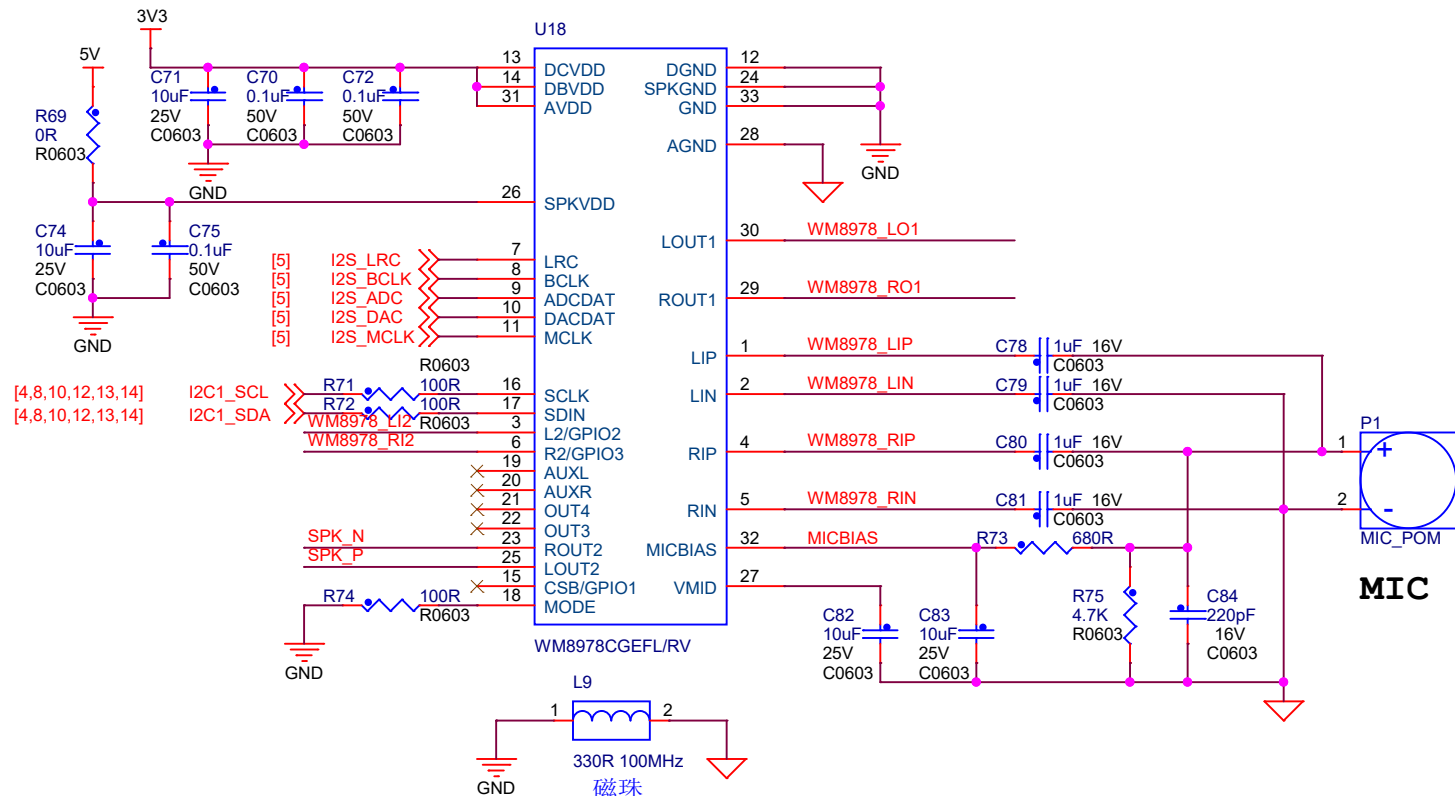 3V3
5V
U18
C71
10uF
25V
C0603
C70
0.1uF
50V
C0603
C72
0.1uF
50V
C0603
R69
0R
R0603
GND
C74
10uF
25V
C0603
C75
0.1uF
50V
C0603
GND
13 DCVDD
14 DBVDD
31 AVDD
26 SPKVDD
[5] I2S_LRC 7 LRC
[5] I2S_BCLK 8 BCLK
[5] I2S_ADC 9 ADCDAT
[5] I2S_DAC 10 DACDAT
[5] I2S_MCLK 11 MCLK
R0603
[4,8,10,12,13,14] I2C1_SCL R71 100R 16 SCLK
[4,8,10,12,13,14] I2C1_SDA R72 100R 17 SDIN
R0603
WM8978_LI2 3 L2/GPIO2
WM8978_RI2 6 R2/GPIO3
19 AUXL
20 AUXR
21 OUT4
22 OUT3
SPK_N 23 ROUT2
SPK_P 25 LOUT2
15 CSB/GPIO1
R74 100R 18 MODE
R0603
GND
WM8978CGEFL/RV
DGND 12
SPKGND 24
GND 33
AGND 28
GND
LOUT1 30 WM8978_LO1
ROUT1 29 WM8978_RO1
LIP 1 WM8978_LIP C78 1uF 16V
C0603
LIN 2 WM8978_LIN C79 1uF 16V
C0603
RIP 4 WM8978_RIP C80 1uF 16V
C0603
RIN 5 WM8978_RIN C81 1uF 16V
C0603
MICBIAS 32 MICBIAS R73 680R
VMID 27
P1
1 +
2 -
MIC_POM
MIC
C82
10uF
25V
C0603
C83
10uF
25V
C0603
R75
4.7K
R0603
C84
220pF
16V
C0603
L9
1 2
330R 100MHz
磁珠
GND